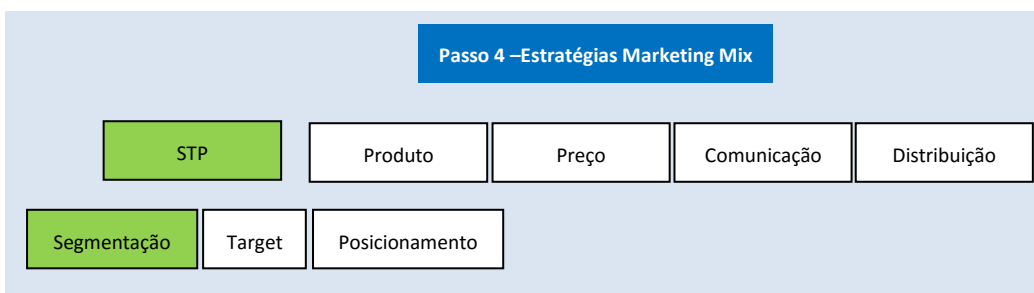 Passo 4 –Estratégias Marketing Mix
STP
Produto
Preço
Comunicação
Distribuição
Segmentação
Target
Posicionamento